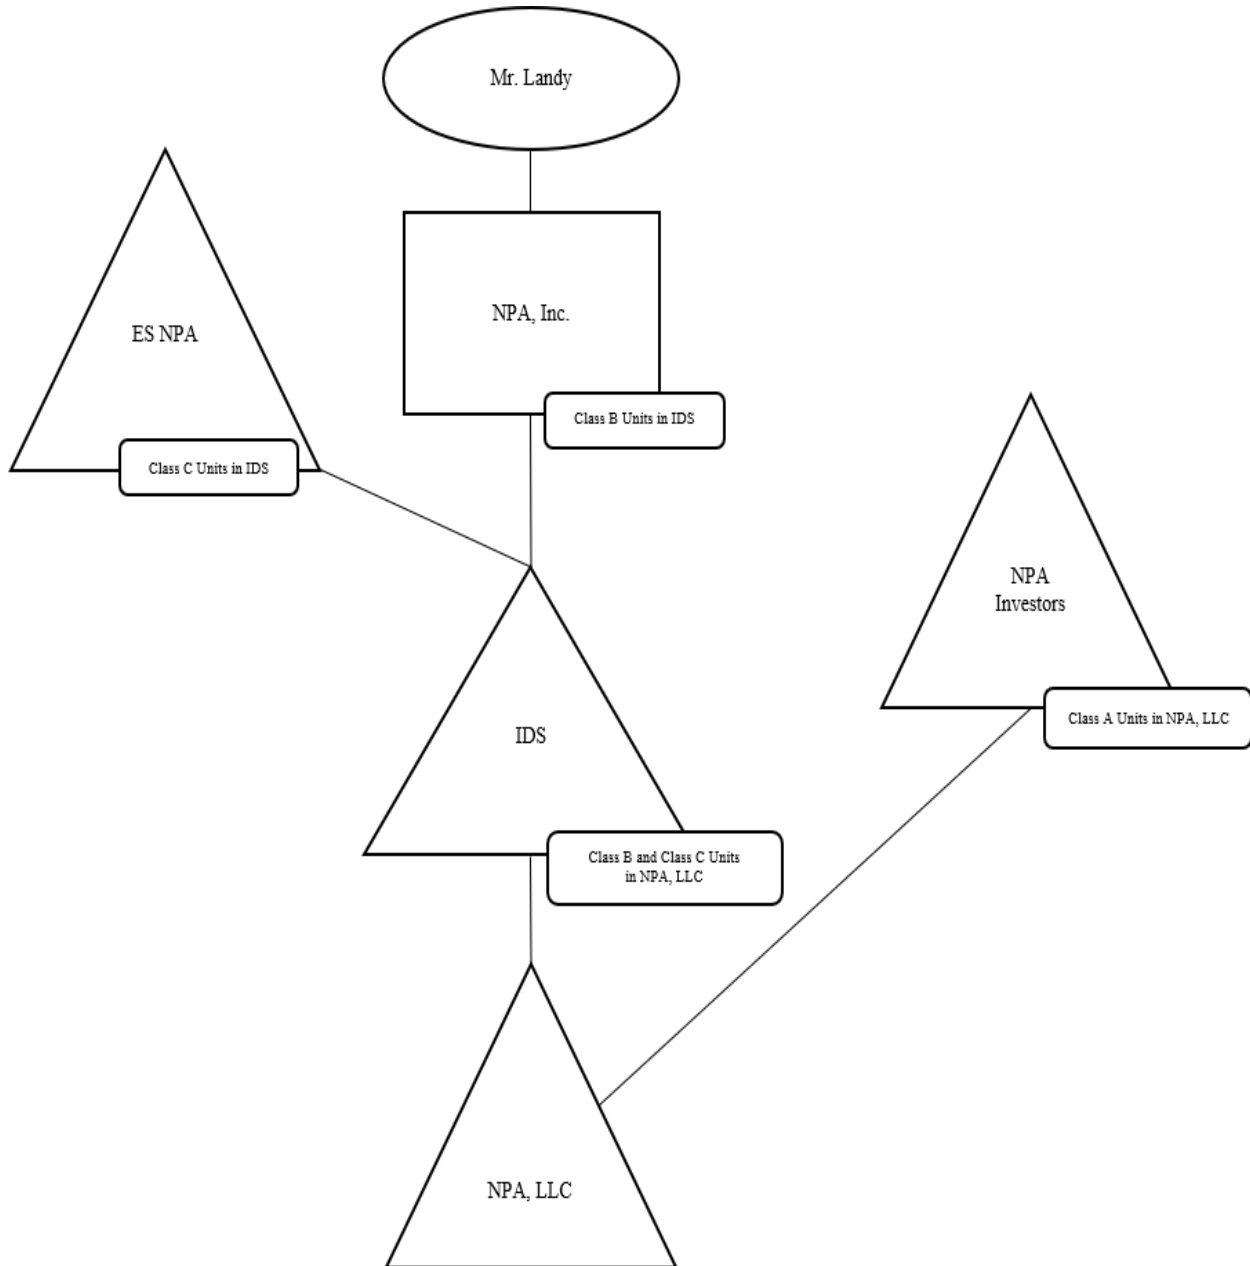 Mr. Landy
NPA, Inc.
ES NPA
Class B Units in IDS
Class C Units in IDS
NPA
Investors
Class A Units in NPA, LLC
IDS
Class B and Class C Units
in NPA, LLC
NPA, LLC